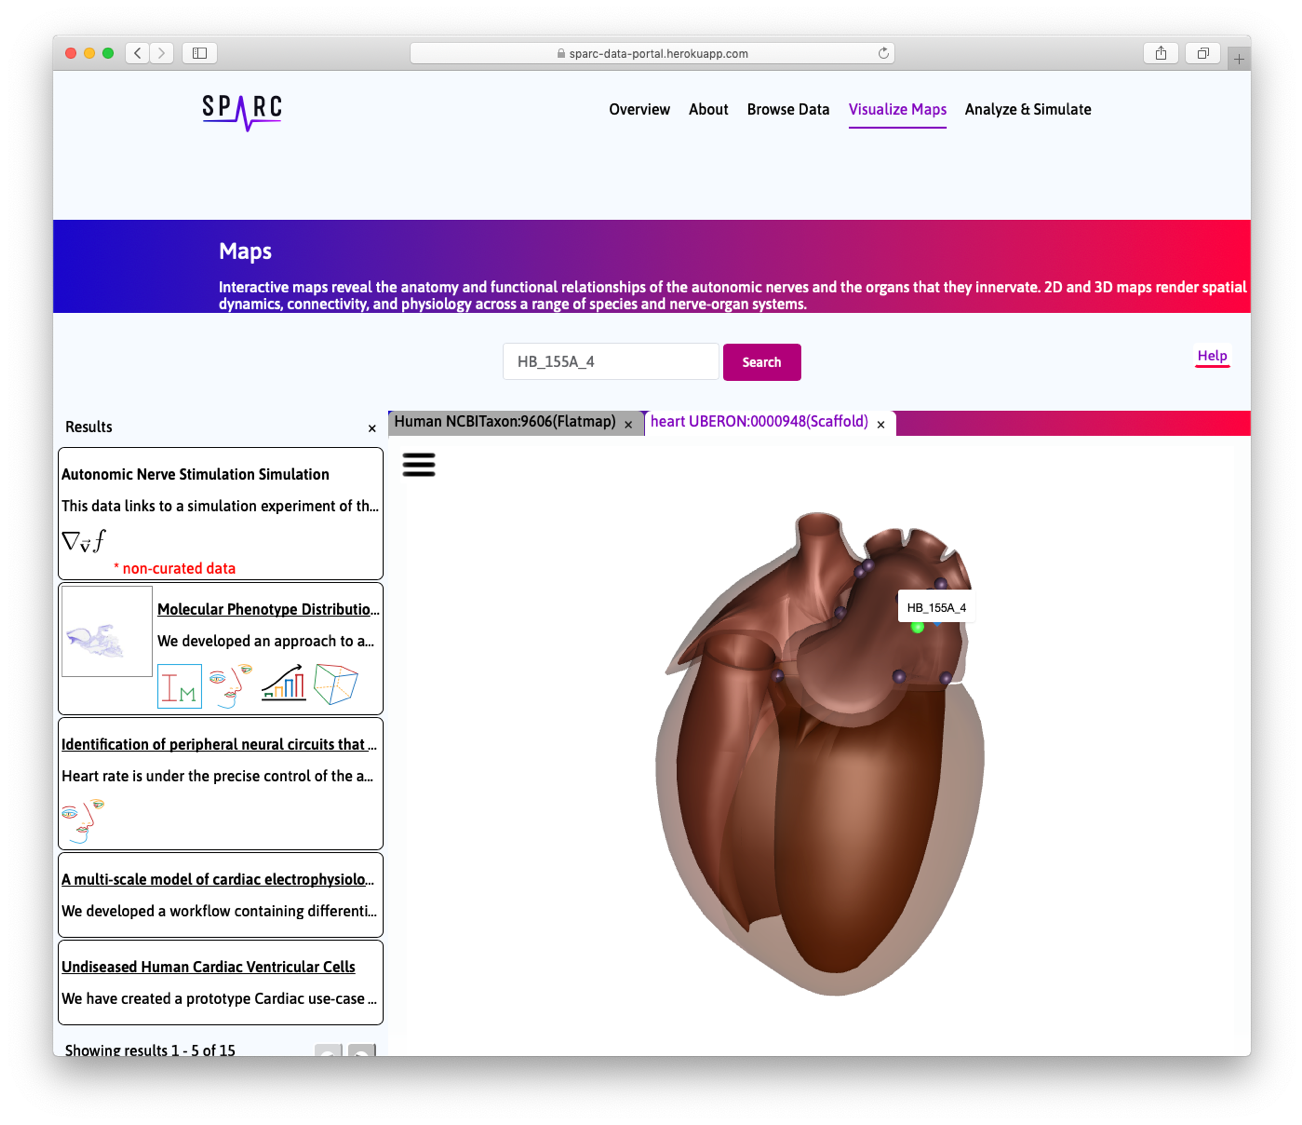 sparc-data-portal.herokuapp.com
SPARC
Overview About Browse Data Visualize Maps Analyze & Simulate
Maps
Interactive maps reveal the anatomy and functional relationships of the autonomic nerves and the organs that they innervate. 2D and 3D maps render spatial
dynamics, connectivity, and physiology across a range of species and nerve-organ systems.
HB_155A_4 Search
Help
Results ×
Human NCBITaxon:9606(Flatmap) × heart UBERON:0000948(Scaffold) ×
Autonomic Nerve Stimulation Simulation
This data links to a simulation experiment of th...
∇v⃗f
* non-curated data
Molecular Phenotype Distributio...
We developed an approach to a...
IM
Identification of peripheral neural circuits that ...
Heart rate is under the precise control of the a...
A multi-scale model of cardiac electrophysiolo...
We developed a workflow containing differenti...
Undiseased Human Cardiac Ventricular Cells
We have created a prototype Cardiac use-case ...
Showing results 1 - 5 of 15
HB_155A_4